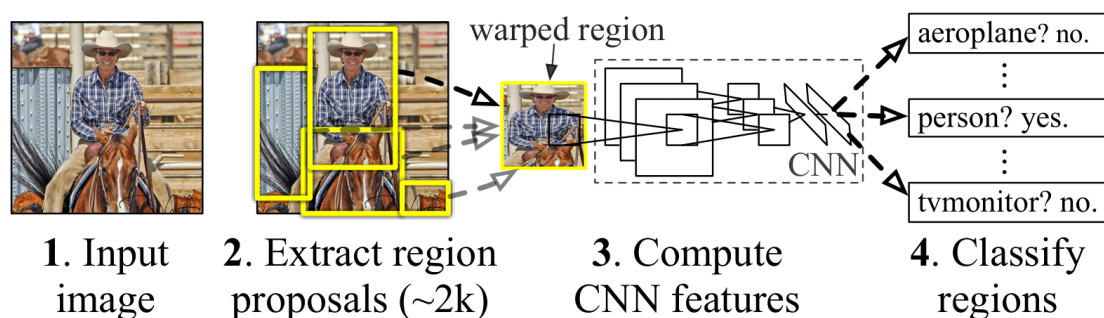 warped region
aeroplane? no.
person? yes.
CNN
tvmonitor? no.
1. Input
image
2. Extract region
proposals (~2k)
3. Compute
CNN features
4. Classify
regions